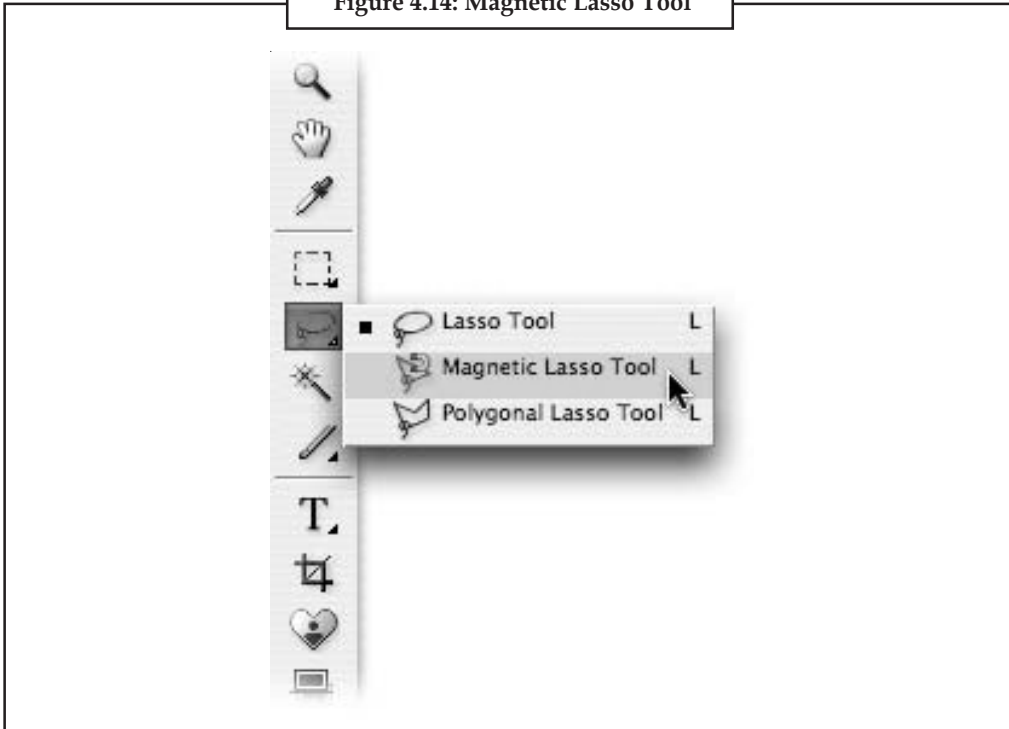 Figure 4.14: Magnetic Lasso Tool
Lasso Tool L
Magnetic Lasso Tool L
Polygonal Lasso Tool L
T